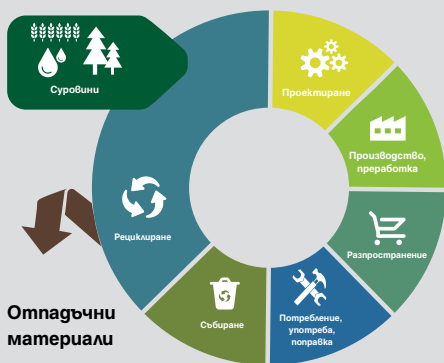 Суровини
Проектиране
Производство,
преработка
Разпространение
Потребление,
употреба,
поправка
Събиране
Рециклиране
Отпадъчни
материали